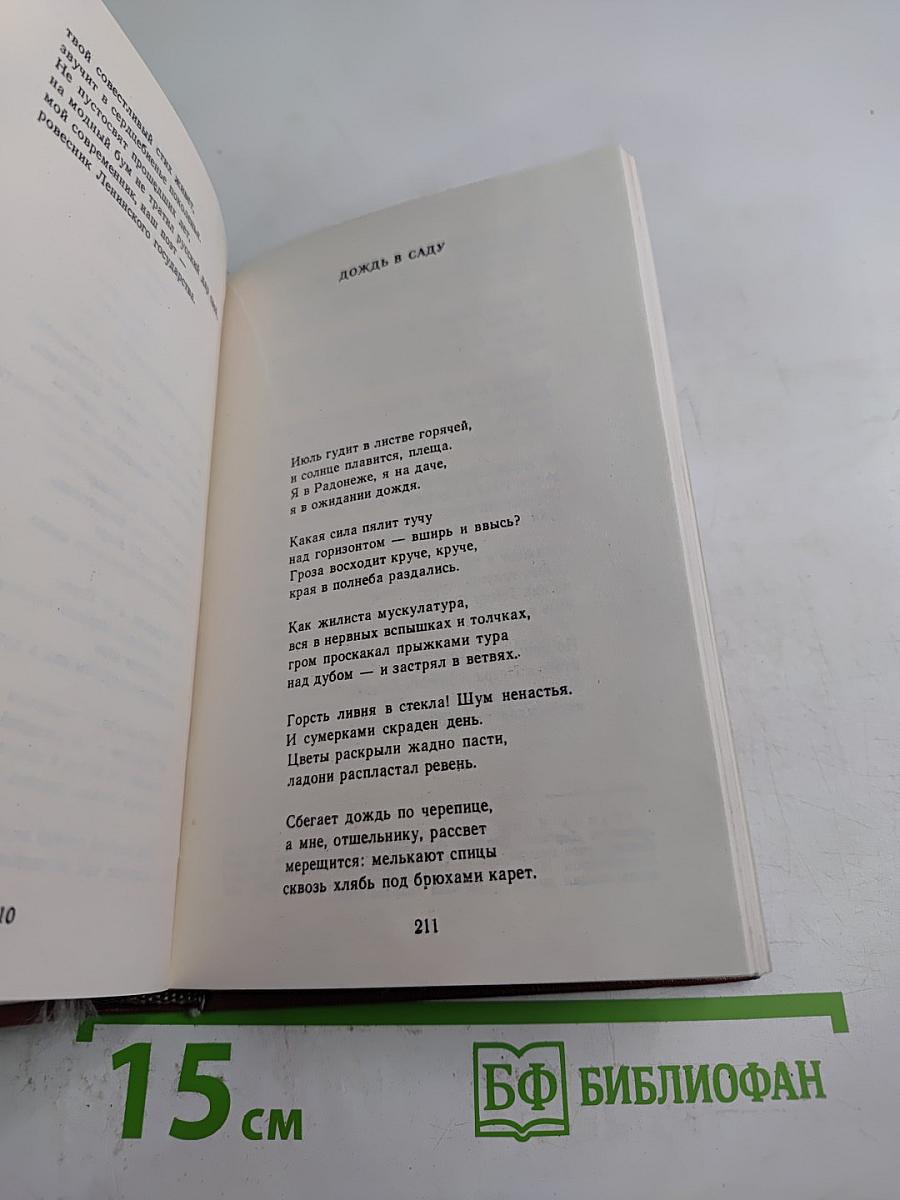 твой совестливый стих живет,
звучит в сердцебиенье поколенья.
Не пустосвят прошедших лет,
на модный бум не тратил русский дар
мой современник, наш поэт —
ровесник Ленинского государства.
10
ДОЖДЬ В САДУ
Июль гудит в листве горячей,
и солнце плавится, плеща.
Я в Радонеже, я на даче,
я в ожидании дождя.
Какая сила пялит тучу
над горизонтом — вширь и ввысь?
Гроза восходит круче, круче,
края в полнеба раздались.
Как жилиста мускулатура,
вся в нервных вспышках и толчках,
гром проскакал прыжками тура
над дубом — и застрял в ветвях.
Горсть ливня в стекла! Шум ненастья.
И сумерками скраден день.
Цветы раскрыли жадно пасти,
ладони распластал ревень.
Сбегает дождь по черепице,
а мне, отшельнику, рассвет
мерещится: мелькают спицы
сквозь хлябь под брюхами карет.
211
15 см
БФ БИБЛИОФАН